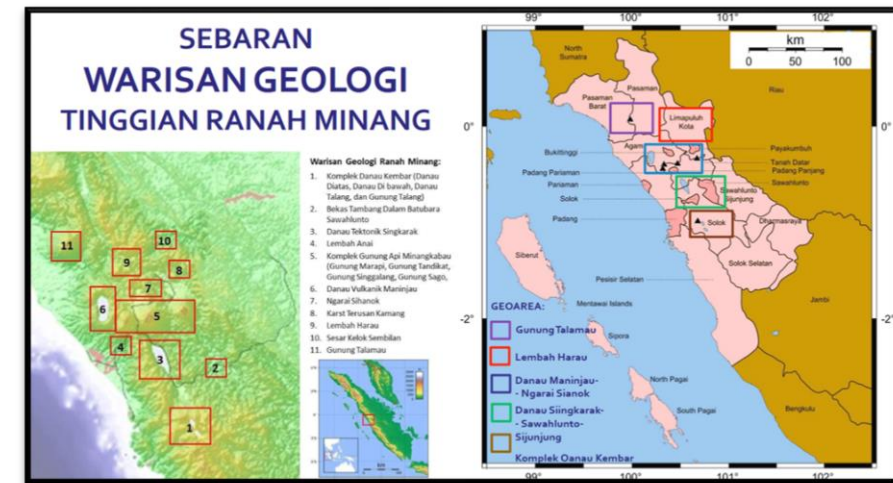 SEBARAN
WARISAN GEOLOGI
TINGGIAN RANAH MINANG
Warisan Geologi Ranah Minang:
1. Komplek Danau Kembar (Danau
Diatas, Danau Di bawah, Danau
Talang, dan Gunung Talang)
2. Bekas Tambang Dalam Batubara
Sawahlunto
3. Danau Tektonik Singkarak
4. Lembah Anai
5. Komplek Gunung Api Minangkabau
(Gunung Marapi, Gunung Tandikat,
Gunung Singgalang, Gunung Sago,
6. Danau Vulkanik Maninjau
7. Ngarai Sihanok
8. Karst Terusan Kamang
9. Lembah Harau
10. Sesar Kelok Sembilan
11. Gunung Talamau
11
10
9
8
7
6
5
4
3
2
1
99°
100°
101°
102°
km
0 50 100
0°
-2°
North
Sumatra
Riau
Pasaman
Pasaman
Barat
Limapuluh
Kota
Agam
Bukittinggi
Payakumbuh
Tanah Datar
Padang Panjang
Padang Pariaman
Pariaman
Sawahlunto
Sawahlunto
Sijunjung
Solok
Padang
Solok
Dharmasraya
Solok Selatan
Siberut
Pesisir Selatan
Mentawai Islands
Jambi
Sipora
North Pagai
South Pagai
Bengkulu
GEOAREA:
Gunung Talamau
Lembah Harau
Danau Maninjau-
- Ngarai Sianok
Danau Siingkarak-
- Sawahlunto-
Sijunjung
Komplek Oanau Kembar
99°
100°
101°
102°